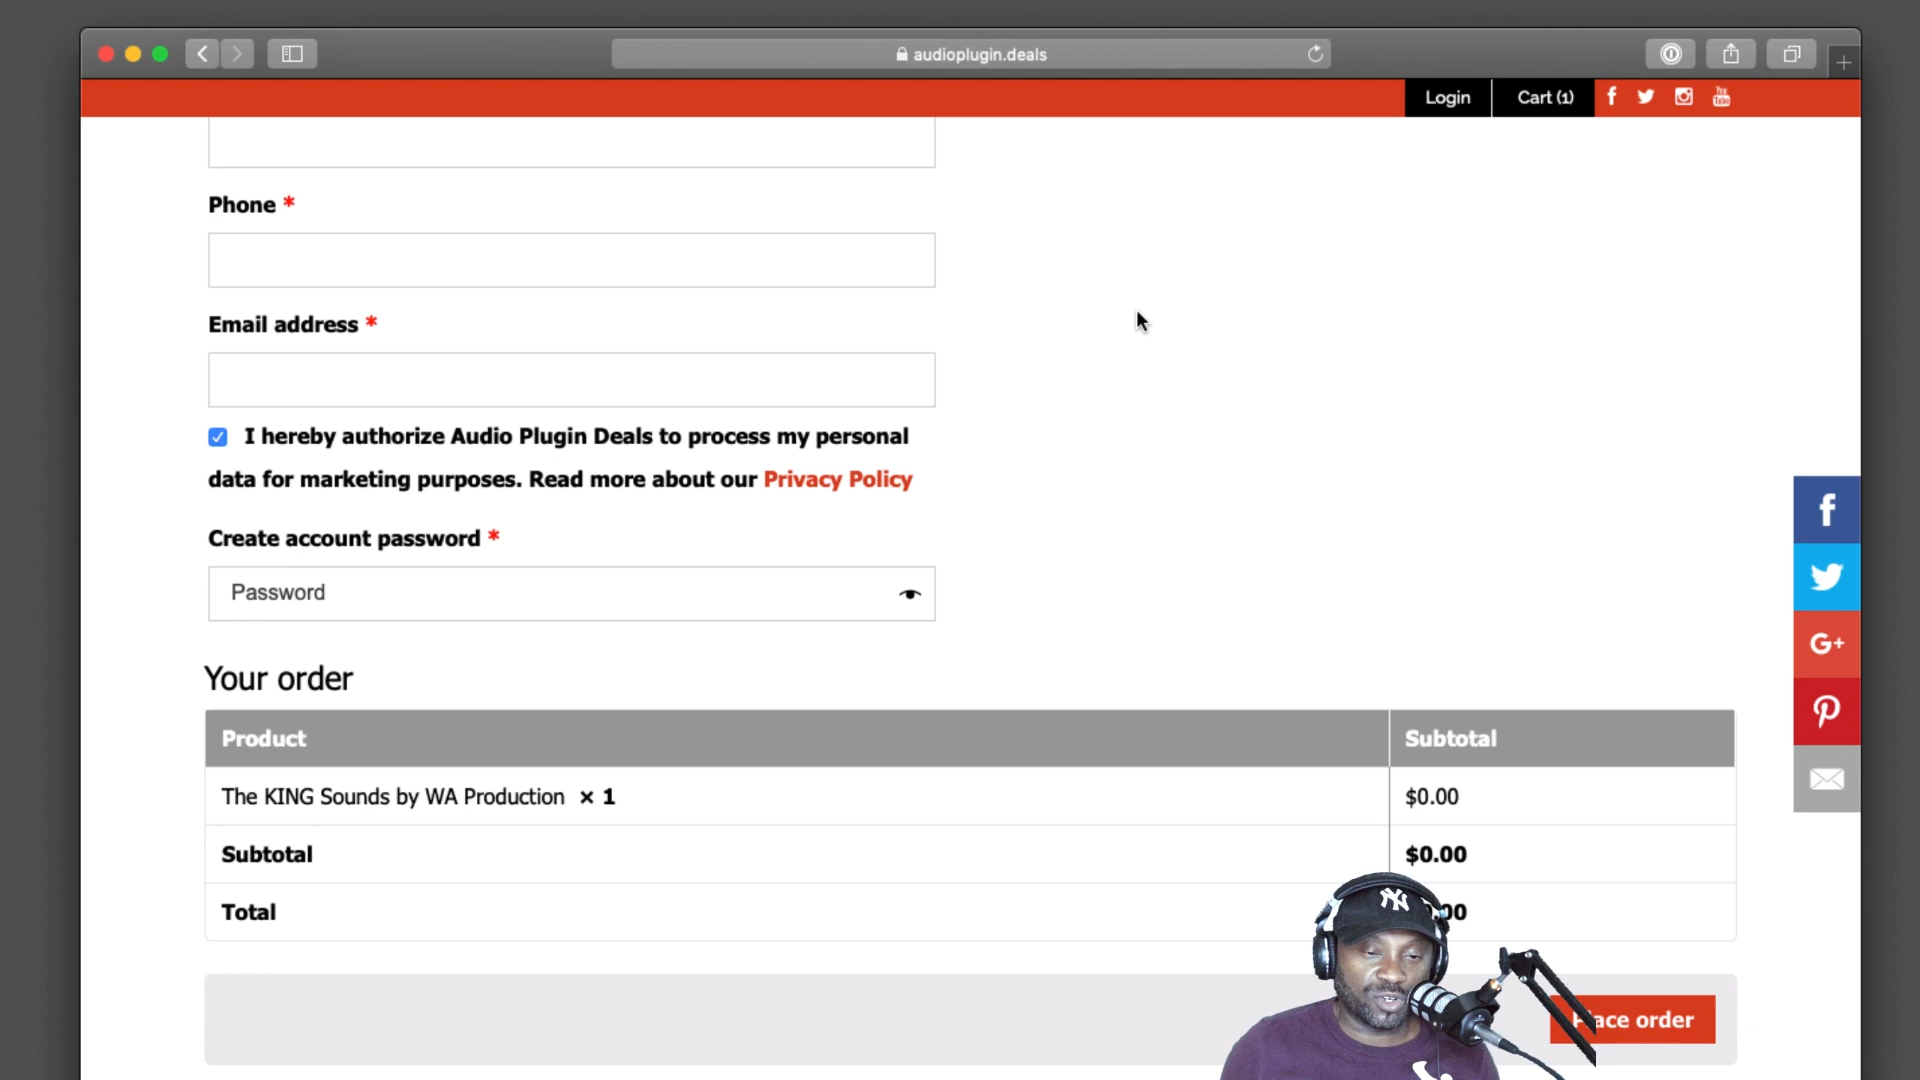 audioplugin.deals
Login
Cart (1)
Phone *
Email address *
I hereby authorize Audio Plugin Deals to process my personal
data for marketing purposes. Read more about our Privacy Policy
Create account password *
Password
Your order
Product Subtotal
The KING Sounds by WA Production × 1 $0.00
Subtotal $0.00
Total
order
G+